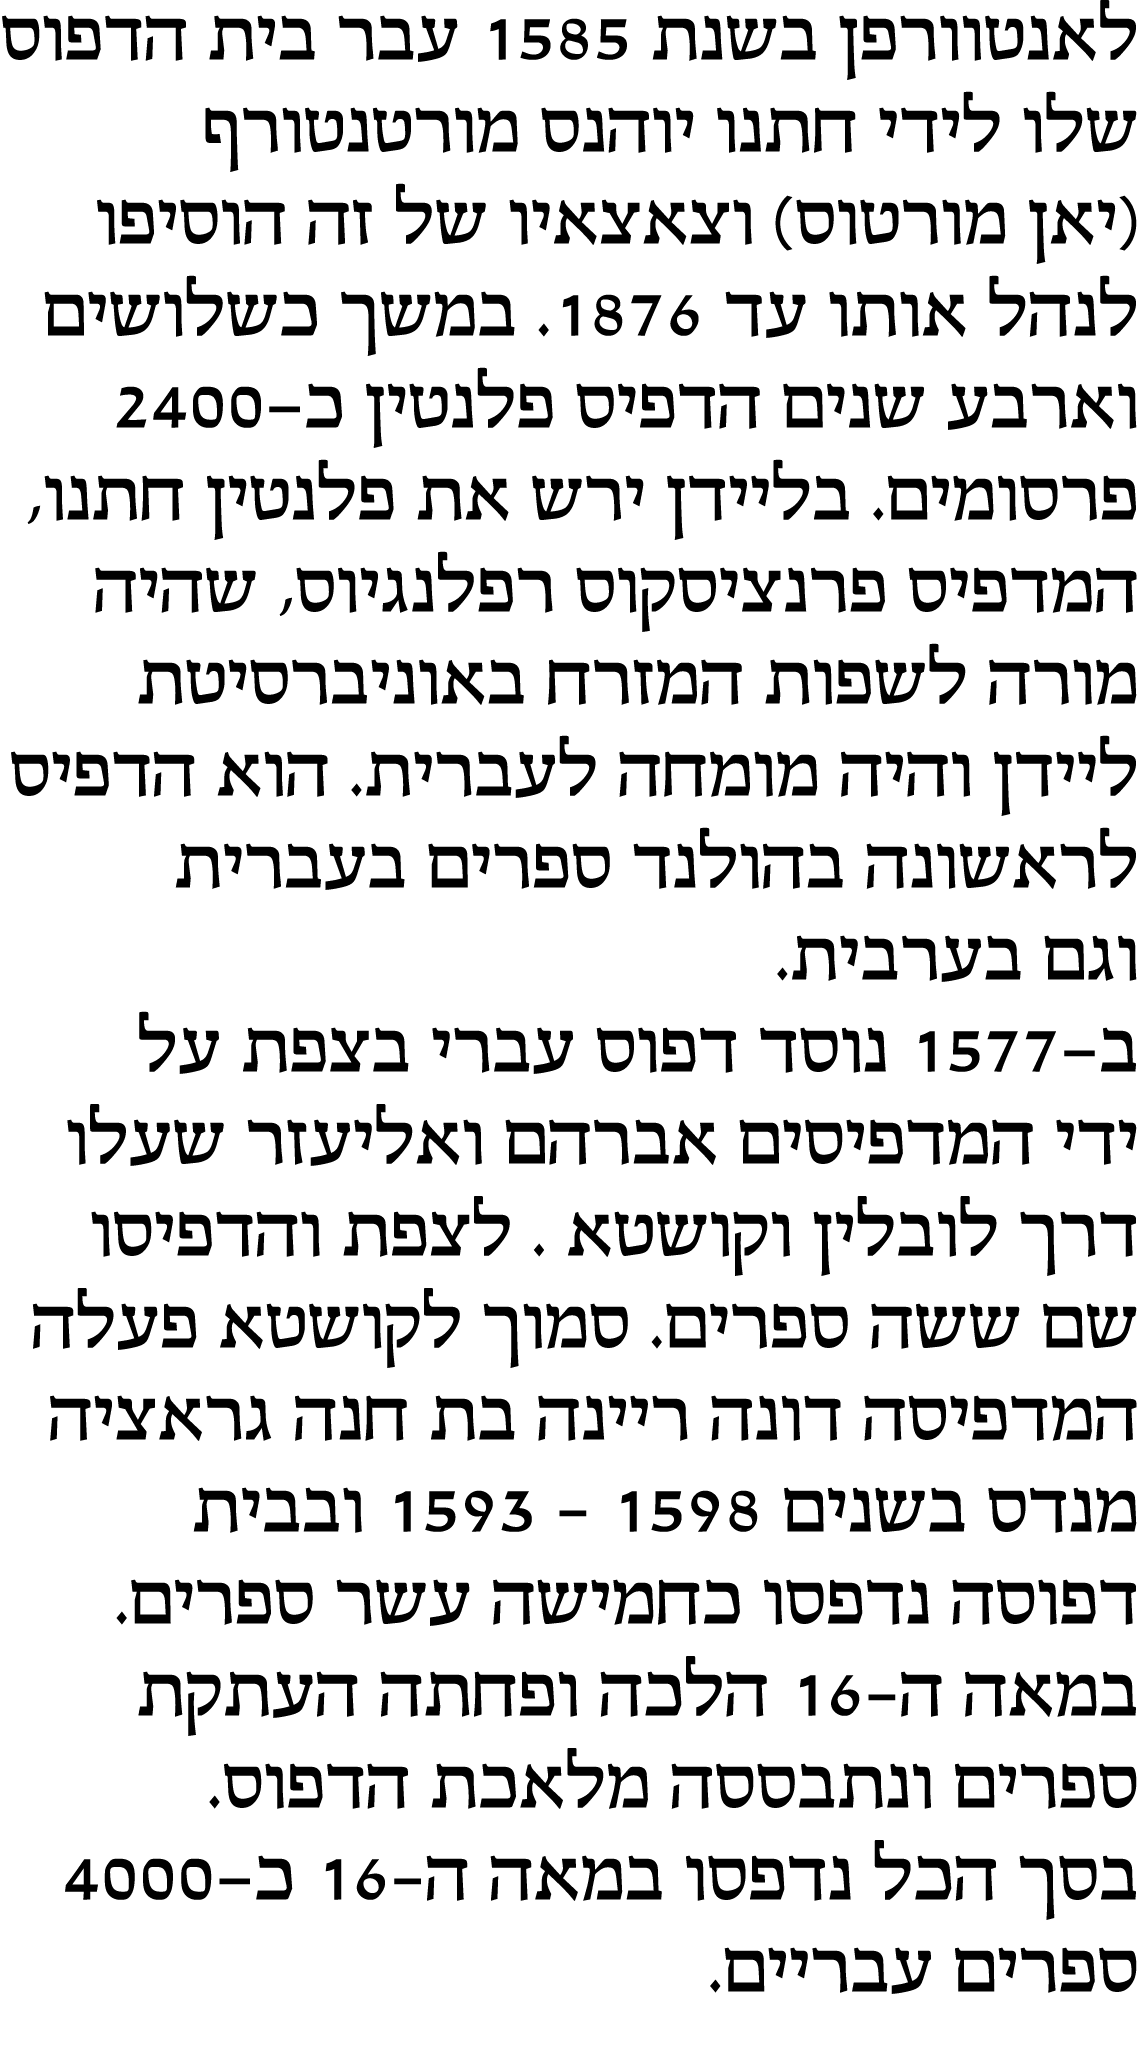 לאנטוורפן בשנת 1585 עבר בית הדפוס
שלו לידי חתנו יוהנס מורטנטורף
(יאן מורטוס) וצאצאיו של זה הוסיפו
לנהל אותו עד 1876. במשך כשלושים
וארבע שנים הדפיס פלנטין כ–2400
פרסומים. בליידן ירש את פלנטין חתנו,
המדפיס פרנציסקוס רפלנגיוס, שהיה
מורה לשפות המזרח באוניברסיטת
ליידן והיה מומחה לעברית. הוא הדפיס
לראשונה בהולנד ספרים בעברית
וגם בערבית.
ב–1577 נוסד דפוס עברי בצפת על
ידי המדפיסים אברהם ואליעזר שעלו
דרך לובלין וקושטא . לצפת והדפיסו
שם ששה ספרים. סמוך לקושטא פעלה
המדפיסה דונה ריינה בת חנה גראציה
מנדס בשנים 1598 – 1593 ובבית
דפוסה נדפסו כחמישה עשר ספרים.
במאה ה–16 הלכה ופחתה העתקת
ספרים ונתבססה מלאכת הדפוס.
בסך הכל נדפסו במאה ה–16 כ–4000
ספרים עבריים.